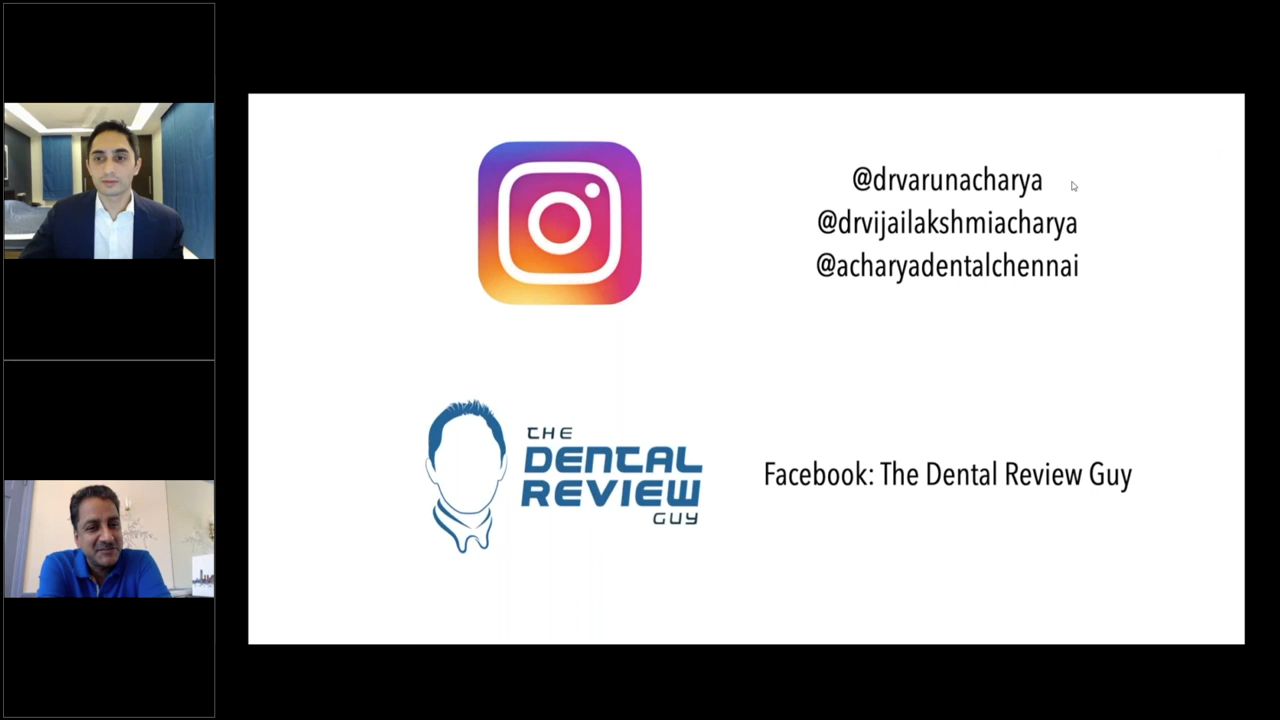 @drvarunacharya
@drvijailakshmiacharya
@acharyadentalchennai
THE
DENTAL
REVIEW
GUY
Facebook: The Dental Review Guy